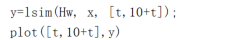 y=lsim(Hw, x, [t,10+t]);
plot([t,10+t],y)